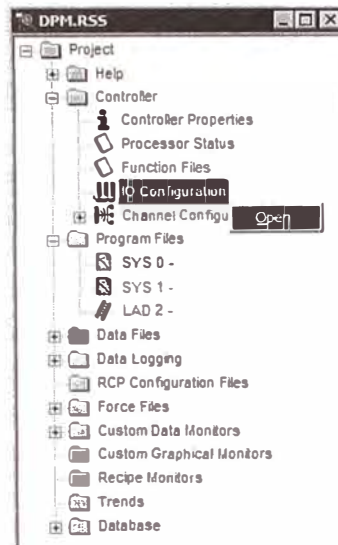 DPM.RSS
Project
Help
Controller
Controller Properties
Processor Status
Function Files
IO Configuration
Channel Configu Open
Program Files
SYS 0 -
SYS 1 -
LAD 2 -
Data Files
Data Logging
RCP Configuration Files
Force Files
Custom Data Monitors
Custom Graphical Monitors
Recipe Monitors
Trends
Database